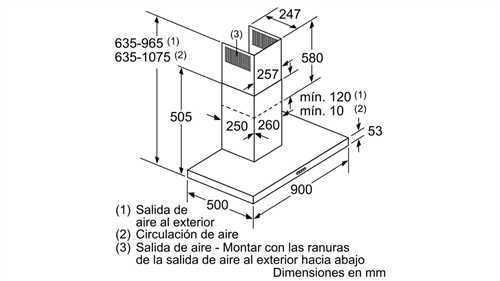 247
(3)
635-965 (1)
635-1075 (2)
580
257
mín. 120 (1)
mín. 10 (2)
505
250
260
53
500
900
(1) Salida de
aire al exterior
(2) Circulación de aire
(3) Salida de aire - Montar con las ranuras
de la salida de aire al exterior hacia abajo
Dimensiones en mm